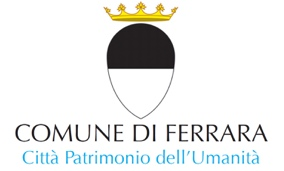 COMUNE DI FERRARA
Città Patrimonio dell'Umanità